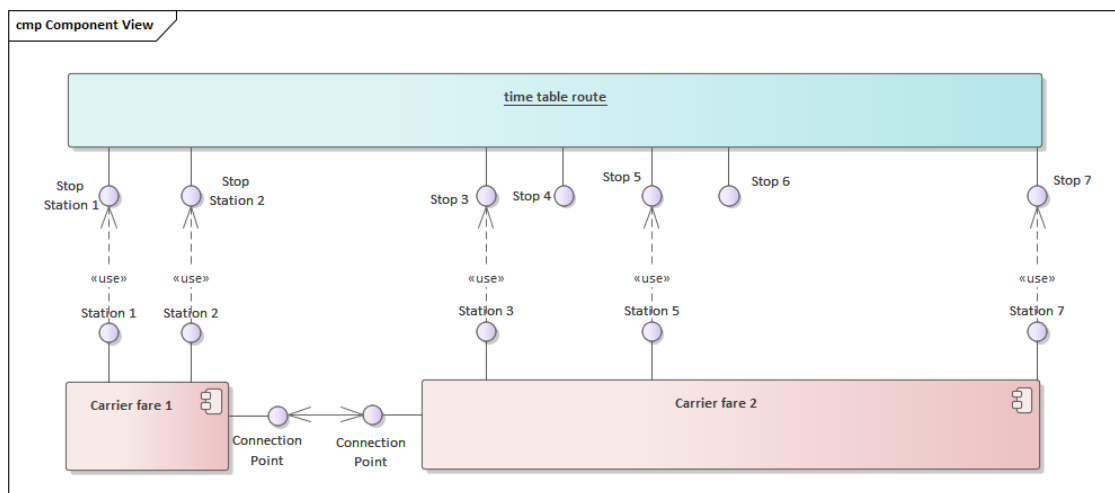 cmp Component View
time table route
Stop
Station 1
Stop
Station 2
Stop 3
Stop 4
Stop 5
Stop 6
Stop 7
«use»
«use»
«use»
«use»
«use»
Station 1
Station 2
Station 3
Station 5
Station 7
Carrier fare 1
Carrier fare 2
Connection
Point
Connection
Point